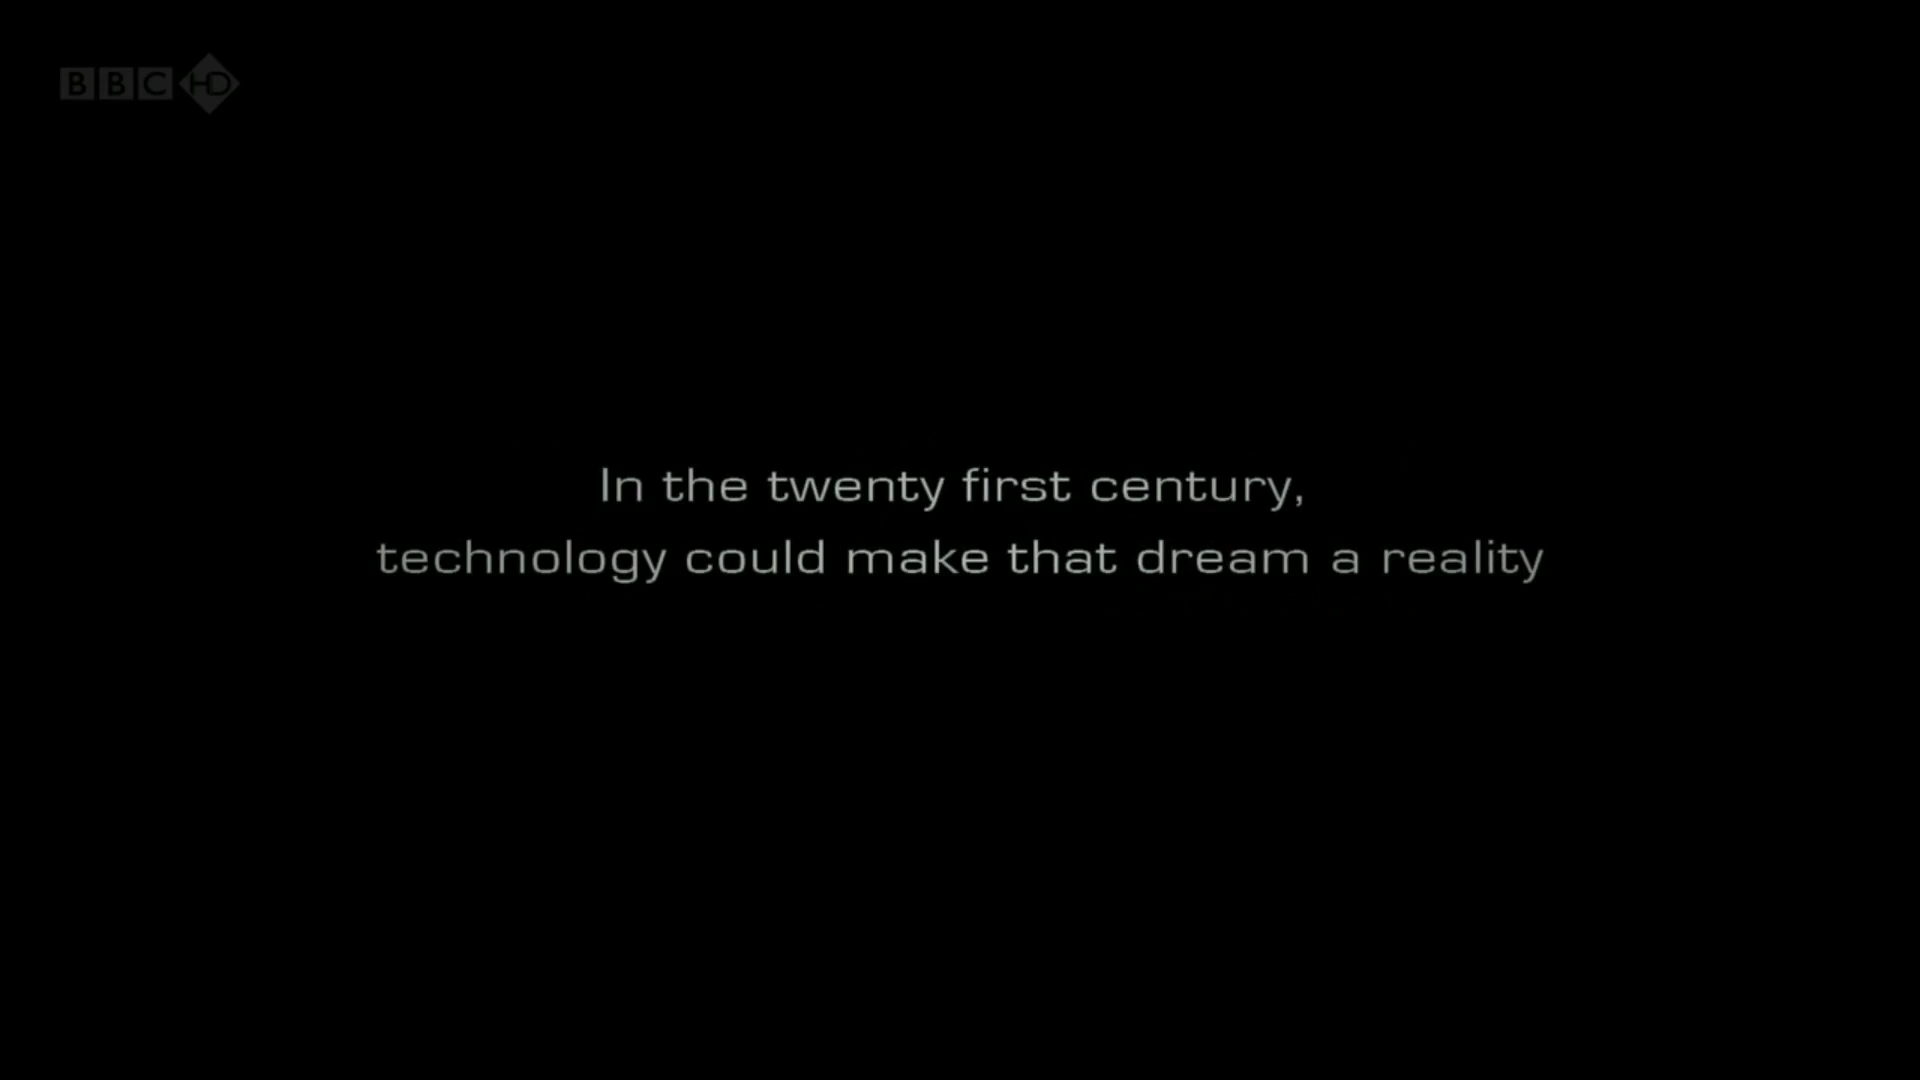 BBC HD
In the twenty first century,
technology could make that dream a reality